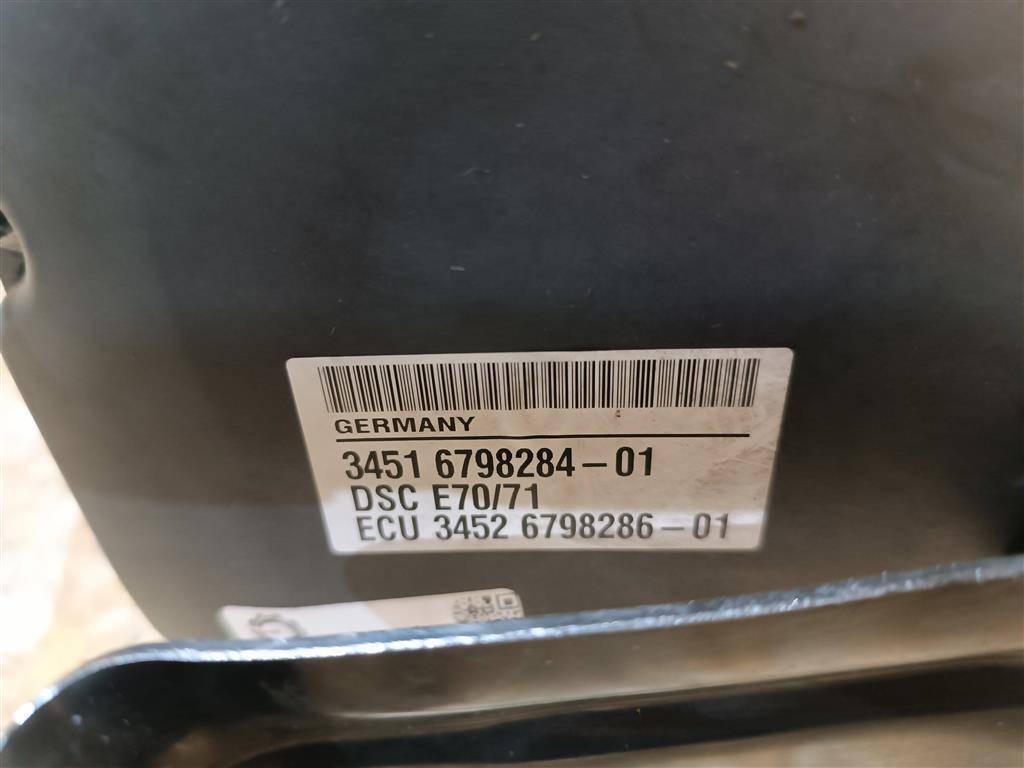 GERMANY
3451 6798284-01
DSC E70/71
ECU 3452 6798286-01